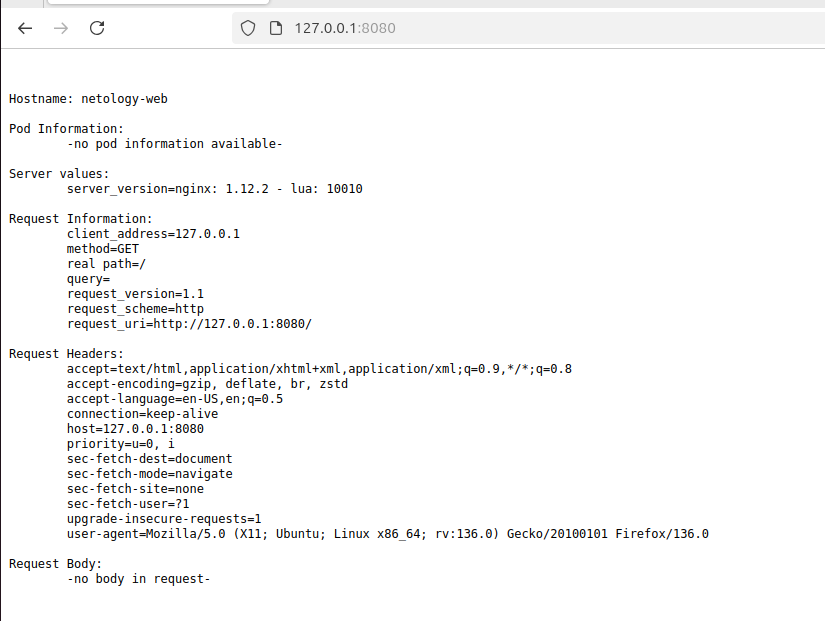 127.0.0.1:8080
Hostname: netology-web
Pod Information:
-no pod information available-
Server values:
server_version=nginx: 1.12.2 - lua: 10010
Request Information:
client_address=127.0.0.1
method=GET
real path=/
query=
request_version=1.1
request_scheme=http
request_uri=http://127.0.0.1:8080/
Request Headers:
accept=text/html,application/xhtml+xml,application/xml;q=0.9,*/*;q=0.8
accept-encoding=gzip, deflate, br, zstd
accept-language=en-US,en;q=0.5
connection=keep-alive
host=127.0.0.1:8080
priority=u=0, i
sec-fetch-dest=document
sec-fetch-mode=navigate
sec-fetch-site=none
sec-fetch-user=?1
upgrade-insecure-requests=1
user-agent=Mozilla/5.0 (X11; Ubuntu; Linux x86_64; rv:136.0) Gecko/20100101 Firefox/136.0
Request Body:
-no body in request-